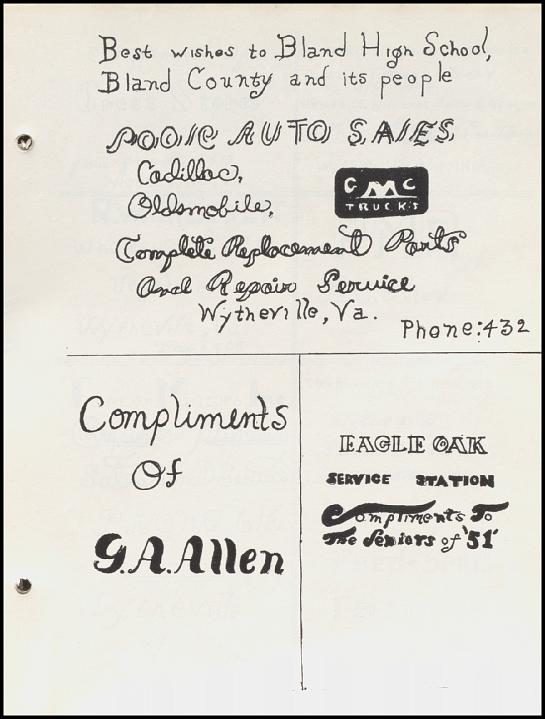 Best wishes to Bland High School,
Bland County and its people
POOLE AUTO SALES
Cadillac,
Oldsmobile,
GMC
TRUCKS
Complete Replacement Parts
And Repair Service
Wytheville, Va.
Phone: 432
Compliments
Of
G.A. Allen
EAGLE OAK
SERVICE STATION
Compliments To
The Seniors of '51'